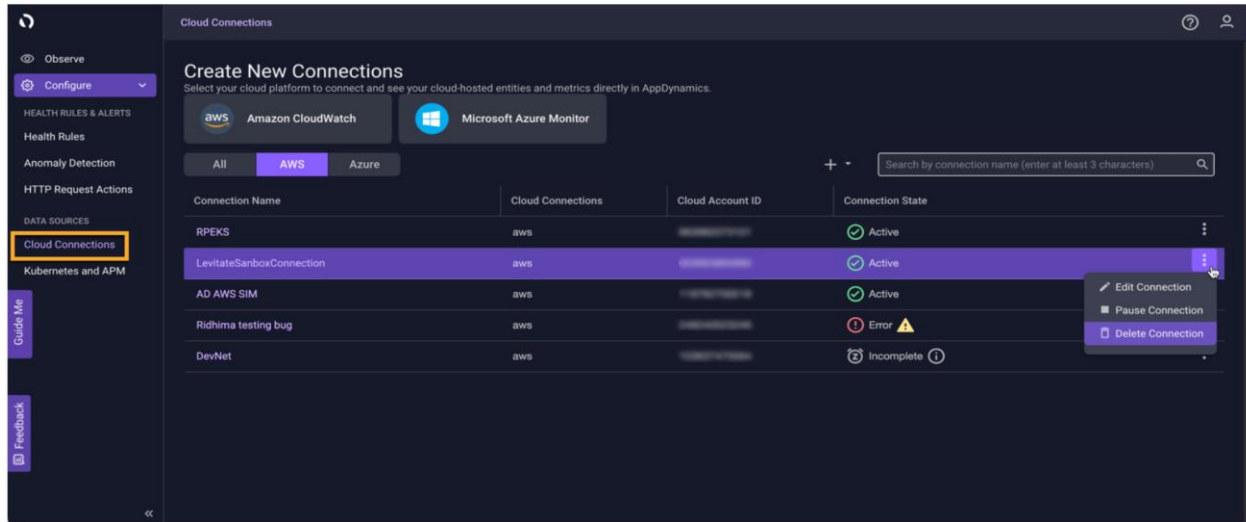 Cloud Connections
Observe
Configure
HEALTH RULES & ALERTS
Health Rules
Anomaly Detection
HTTP Request Actions
DATA SOURCES
Cloud Connections
Kubernetes and APM
Guide Me
Feedback
Create New Connections
Select your cloud platform to connect and see your cloud-hosted entities and metrics directly in AppDynamics.
aws Amazon CloudWatch Microsoft Azure Monitor
All AWS Azure + Search by connection name (enter at least 3 characters)
Connection Name Cloud Connections Cloud Account ID Connection State
RPEKS aws Active
LevitateSanboxConnection aws Active
AD AWS SIM aws Active
Ridhima testing bug aws Error
DevNet aws Incomplete
Edit Connection
Pause Connection
Delete Connection